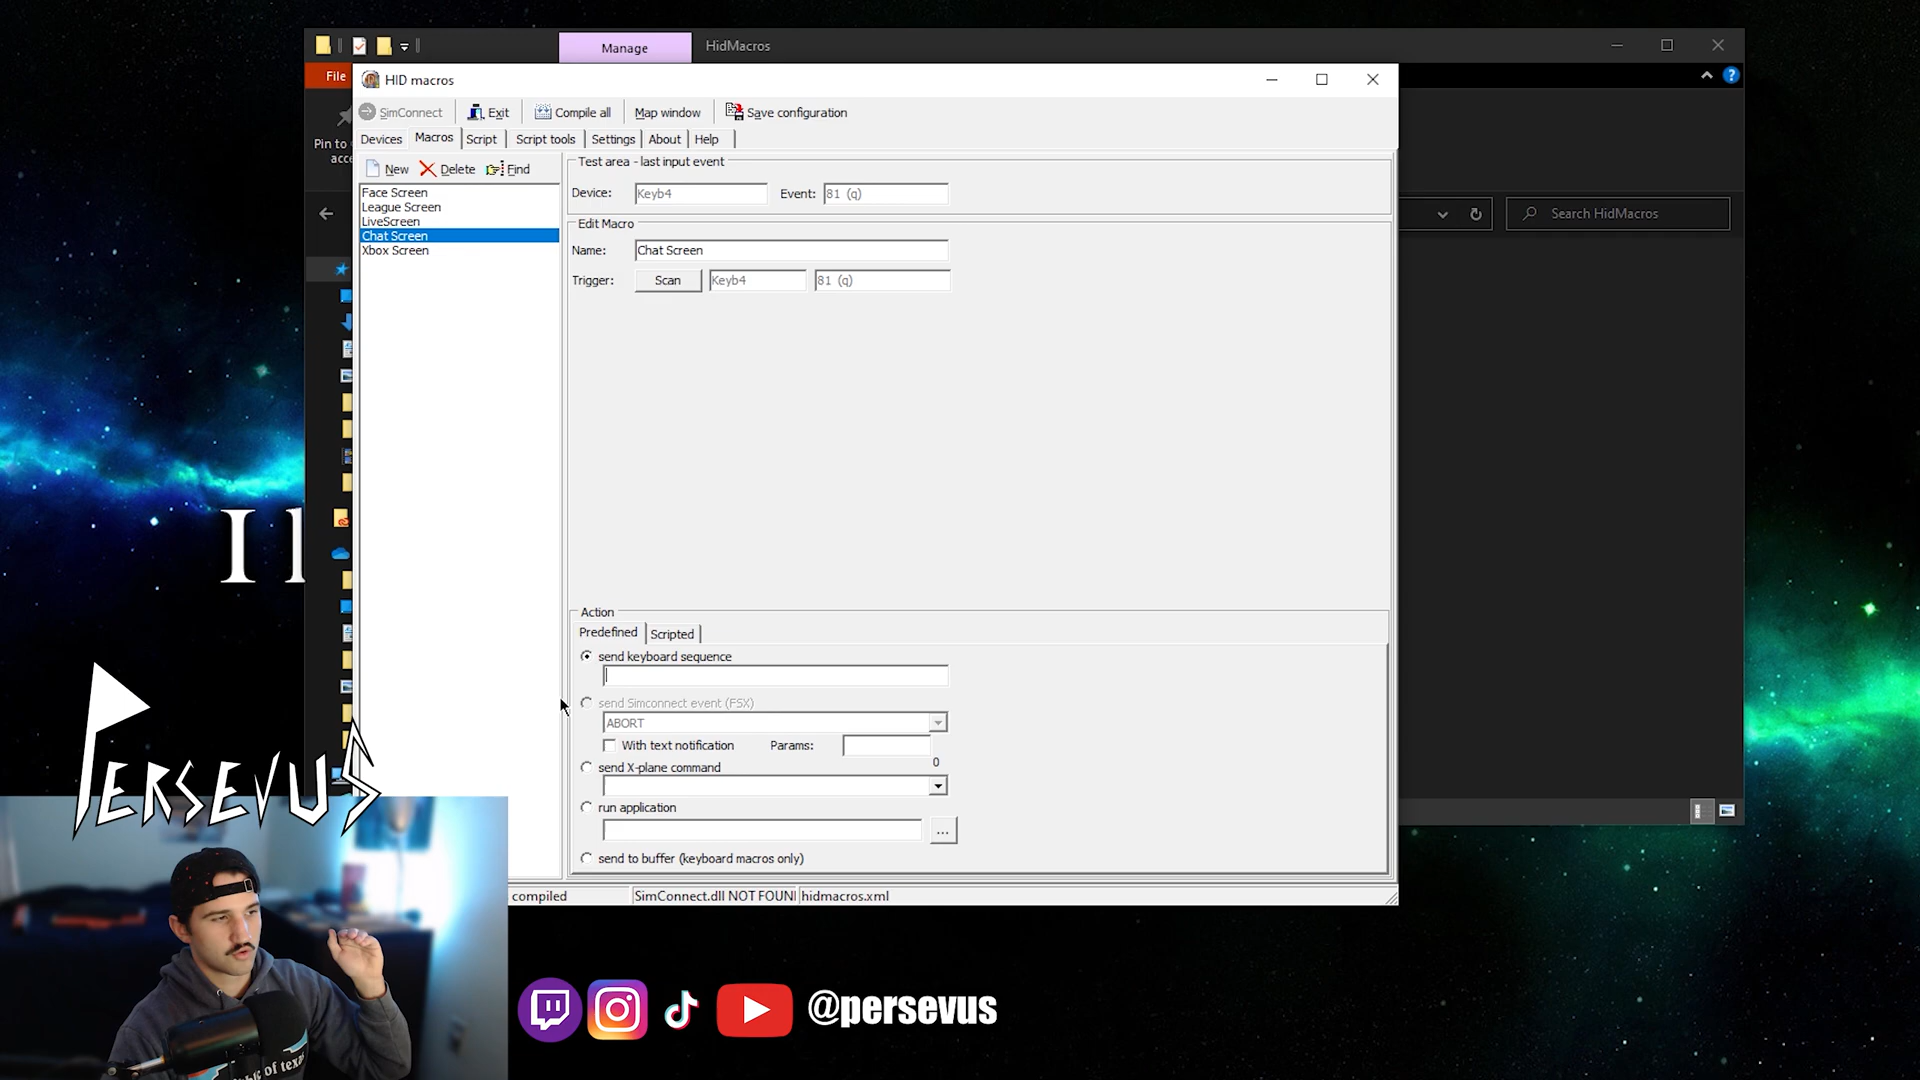 Manage
HidMacros
File
HID macros
SimConnect
Exit
Compile all
Map window
Save configuration
Pin to
acce
Devices
Macros
Script
Script tools
Settings
About
Help
New
Delete
Find
Face Screen
League Screen
LiveScreen
Chat Screen
Xbox Screen
Test area - last input event
Device:
Keyb4
Event:
81 (q)
Edit Macro
Name:
Chat Screen
Trigger:
Scan
Keyb4
81 (q)
Search HidMacros
I l
Action
Predefined
Scripted
send keyboard sequence
send Simconnect event (FSX)
ABORT
With text notification
Params:
0
send X-plane command
run application
...
send to buffer (keyboard macros only)
compiled
SimConnect.dll NOT FOUN
hidmacros.xml
PERSEVUS
of texas
@persevus